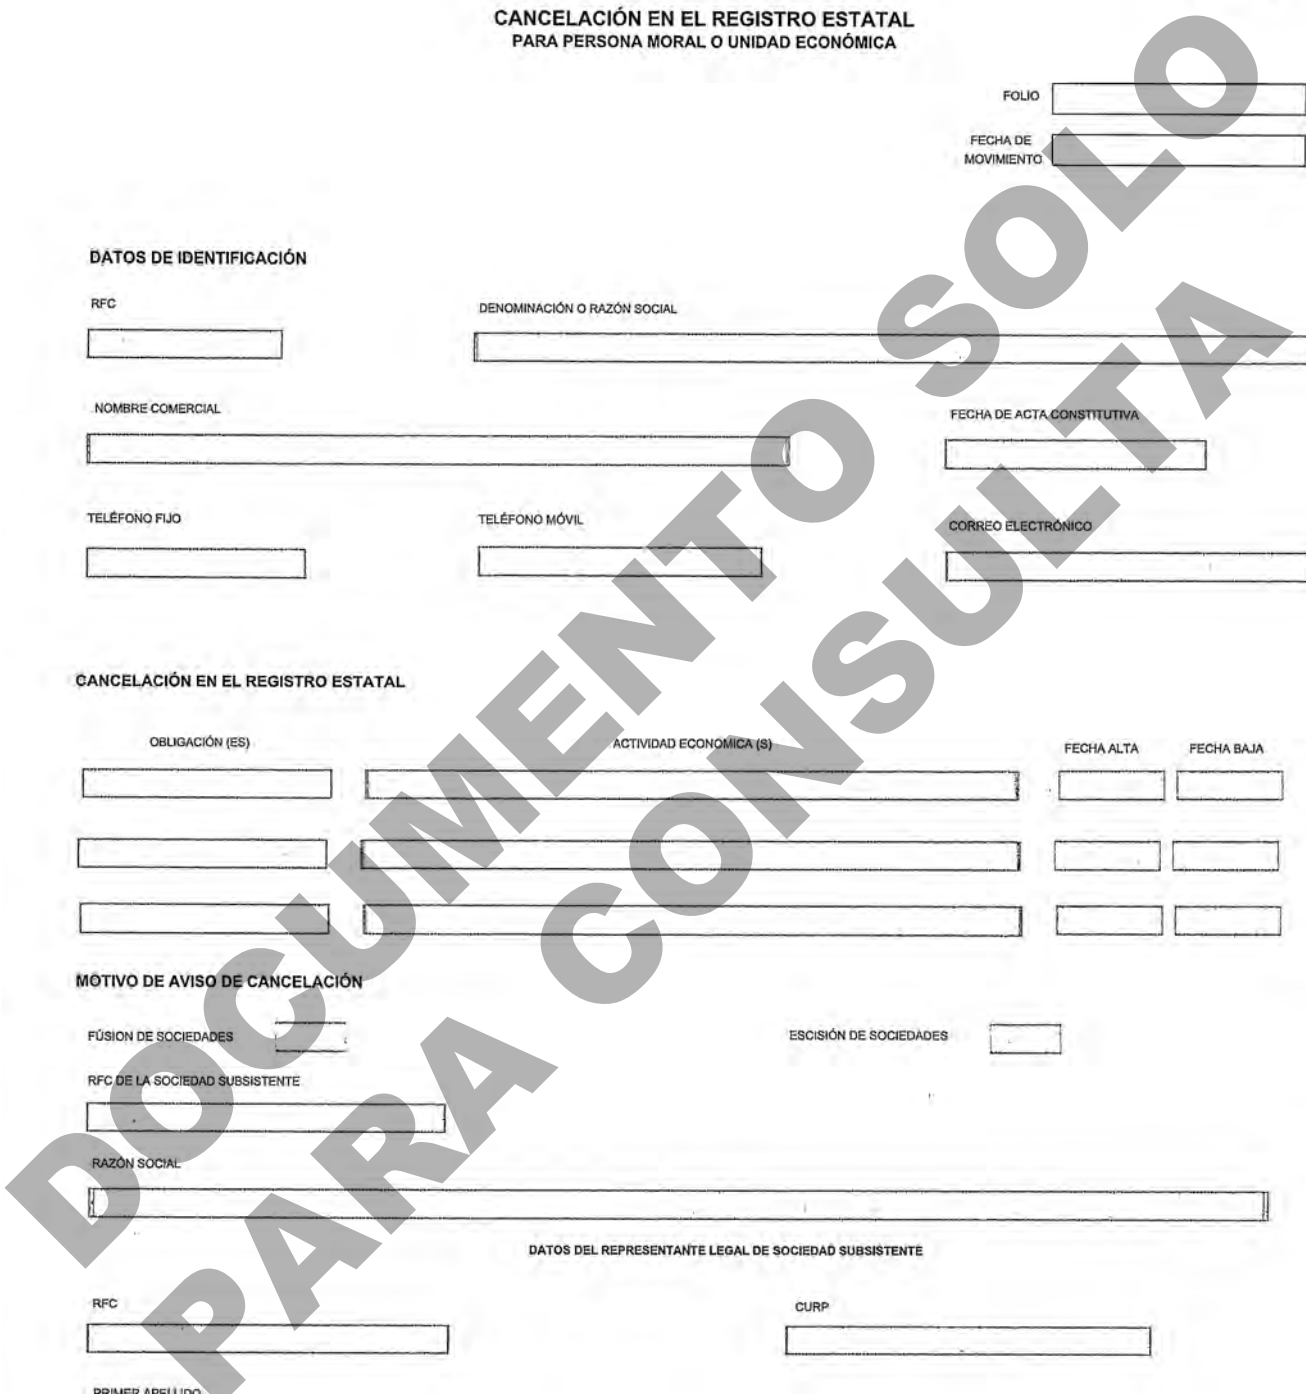 CANCELACIÓN EN EL REGISTRO ESTATAL
PARA PERSONA MORAL O UNIDAD ECONÓMICA
FOLIO
FECHA DE
MOVIMIENTO
DATOS DE IDENTIFICACIÓN
RFC
DENOMINACIÓN O RAZÓN SOCIAL
NOMBRE COMERCIAL
FECHA DE ACTA CONSTITUTIVA
TELÉFONO FIJO
TELÉFONO MÓVIL
CORREO ELECTRÓNICO
CANCELACIÓN EN EL REGISTRO ESTATAL
OBLIGACIÓN (ES)
ACTIVIDAD ECONOMICA (S)
FECHA ALTA
FECHA BAJA
MOTIVO DE AVISO DE CANCELACIÓN
FÚSION DE SOCIEDADES
ESCISIÓN DE SOCIEDADES
RFC DE LA SOCIEDAD SUBSISTENTE
RAZÓN SOCIAL
DATOS DEL REPRESENTANTE LEGAL DE SOCIEDAD SUBSISTENTE
RFC
CURP
PRIMER APELLIDO
DOCUMENTO SOLO
PARA CONSULTA